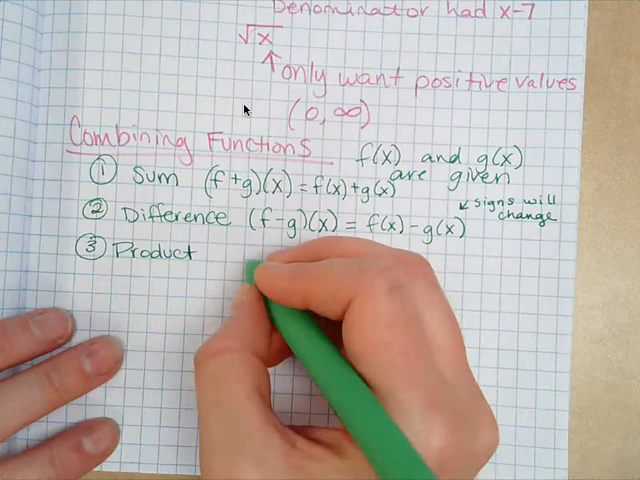 Denominator had x-7
√x
↑ only want positive values
(0, ∞)
Combining Functions f(x) and g(x)
are given
① Sum (f+g)(x) = f(x)+g(x)
② Difference (f-g)(x) = f(x) - g(x)
↙ signs will
change
③ Product